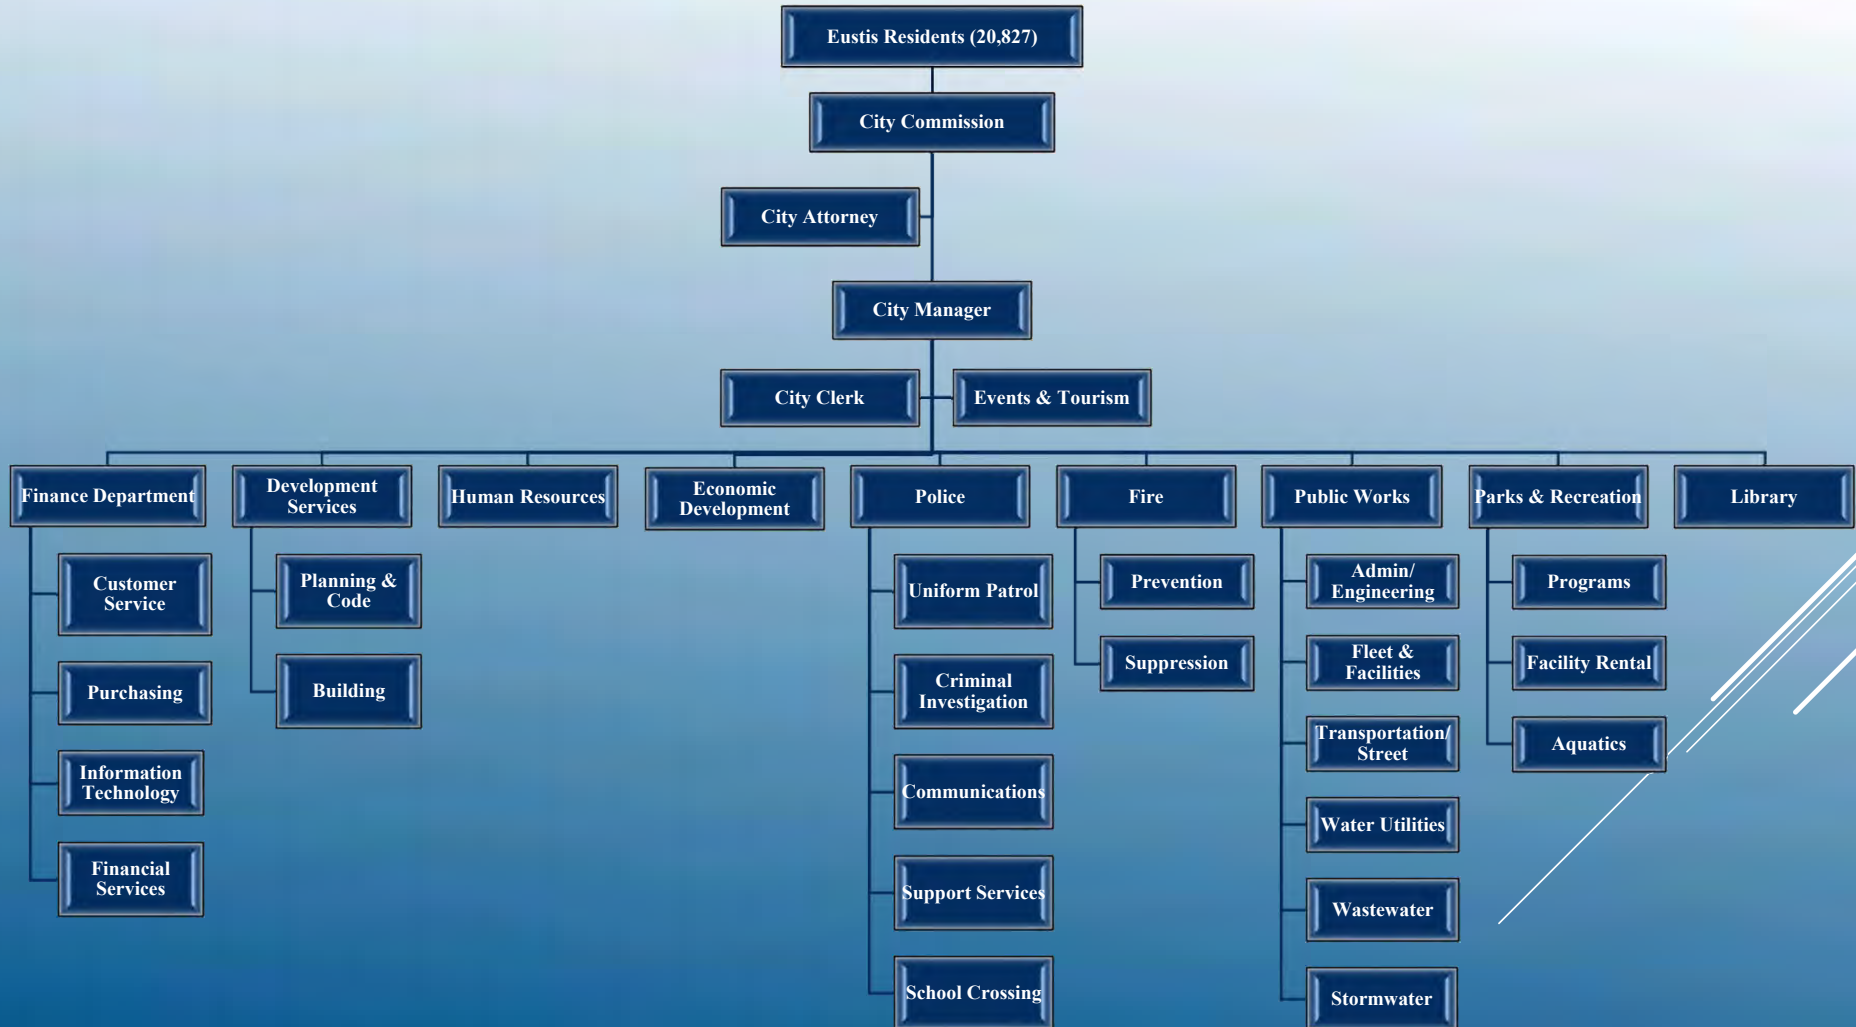 Eustis Residents (20,827)
City Commission
City Attorney
City Manager
City Clerk
Events & Tourism
Finance Department
Development
Services
Human Resources
Economic
Development
Police
Fire
Public Works
Parks & Recreation
Library
Customer
Service
Purchasing
Information
Technology
Financial
Services
Planning &
Code
Building
Uniform Patrol
Criminal
Investigation
Communications
Support Services
School Crossing
Prevention
Suppression
Admin/
Engineering
Fleet &
Facilities
Transportation/
Street
Water Utilities
Wastewater
Stormwater
Programs
Facility Rental
Aquatics